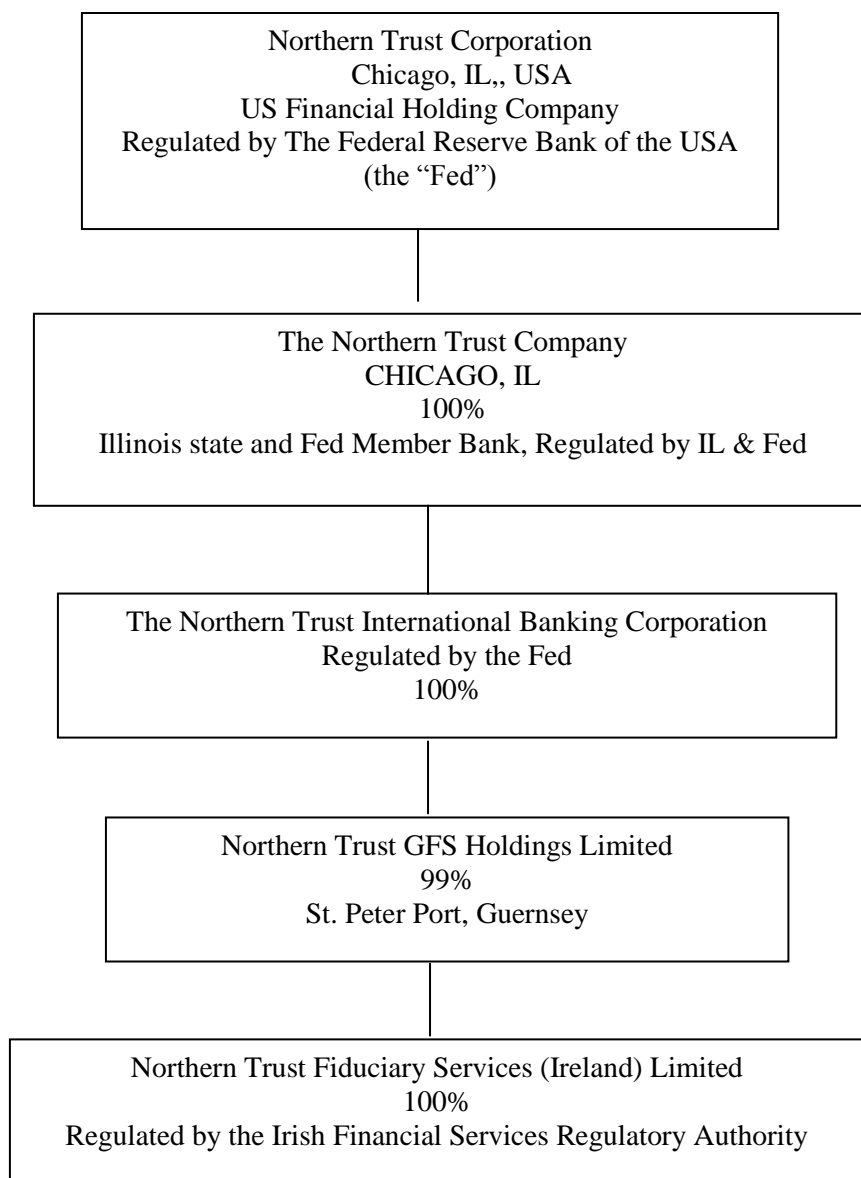 Northern Trust Corporation
Chicago, IL,, USA
US Financial Holding Company
Regulated by The Federal Reserve Bank of the USA
(the “Fed”)
The Northern Trust Company
CHICAGO, IL
100%
Illinois state and Fed Member Bank, Regulated by IL & Fed
The Northern Trust International Banking Corporation
Regulated by the Fed
100%
Northern Trust GFS Holdings Limited
99%
St. Peter Port, Guernsey
Northern Trust Fiduciary Services (Ireland) Limited
100%
Regulated by the Irish Financial Services Regulatory Authority